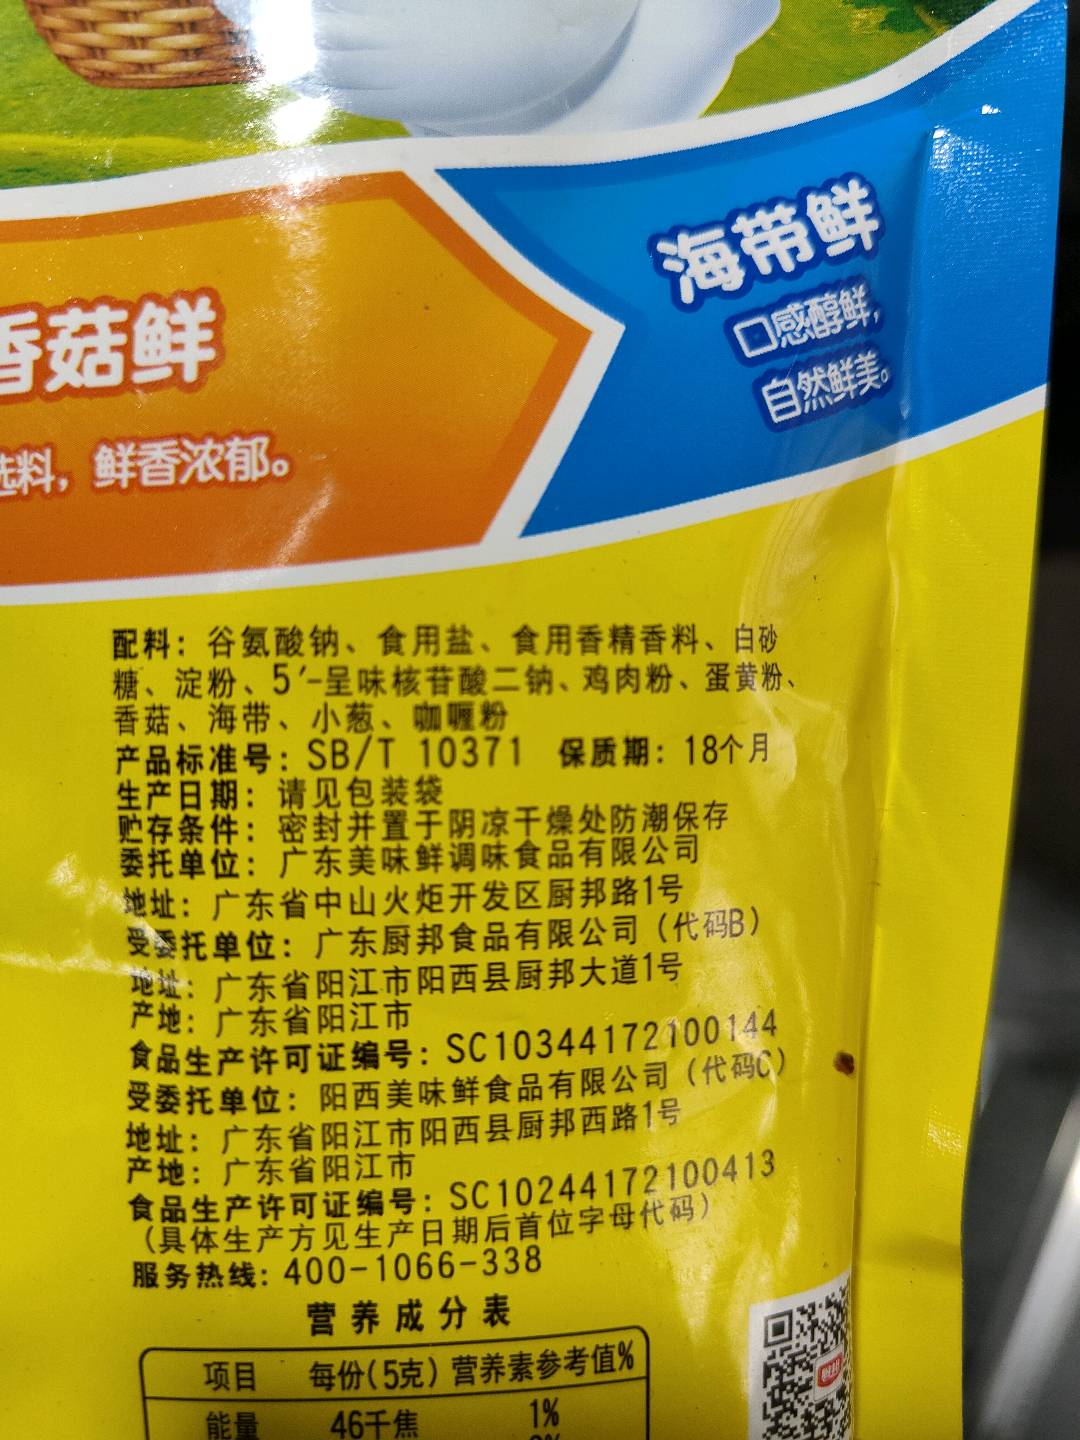 海带鲜
口感醇鲜，
自然鲜美。
香菇鲜
选料，鲜香浓郁。
配料：谷氨酸钠、食用盐、食用香精香料、白砂
糖、淀粉、5′-呈味核苷酸二钠、鸡肉粉、蛋黄粉、
香菇、海带、小葱、咖喱粉
产品标准号：SB/T 10371 保质期：18个月
生产日期：请见包装袋
贮存条件：密封并置于阴凉干燥处防潮保存
委托单位：广东美味鲜调味食品有限公司
地址：广东省中山火炬开发区厨邦路1号
受委托单位：广东厨邦食品有限公司（代码B）
地址：广东省阳江市阳西县厨邦大道1号
产地：广东省阳江市
食品生产许可证编号：SC10344172100144
受委托单位：阳西美味鲜食品有限公司（代码C）
地址：广东省阳江市阳西县厨邦西路1号
产地：广东省阳江市
食品生产许可证编号：SC10244172100413
（具体生产方见生产日期后首位字母代码）
服务热线：400-1066-338
营养成分表
项目 每份(5克) 营养素参考值%
能量 46千焦 1%